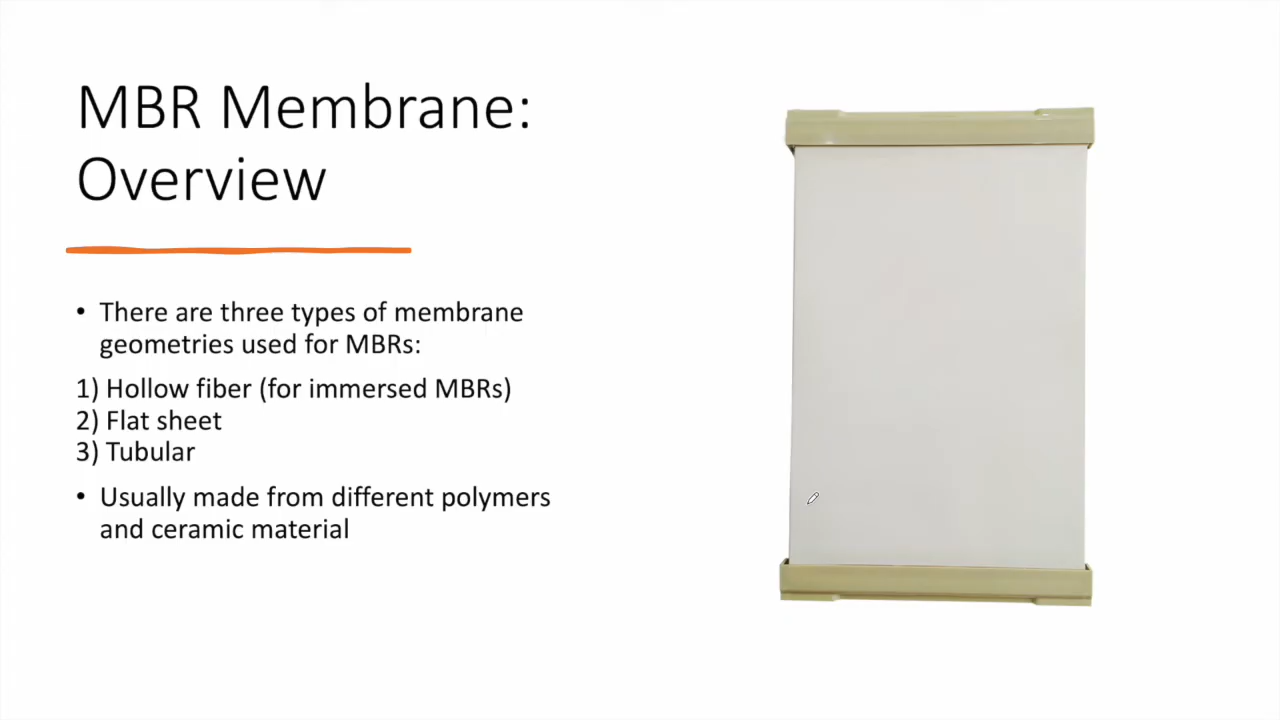 MBR Membrane:
Overview
• There are three types of membrane
geometries used for MBRs:
1) Hollow fiber (for immersed MBRs)
2) Flat sheet
3) Tubular
• Usually made from different polymers
and ceramic material